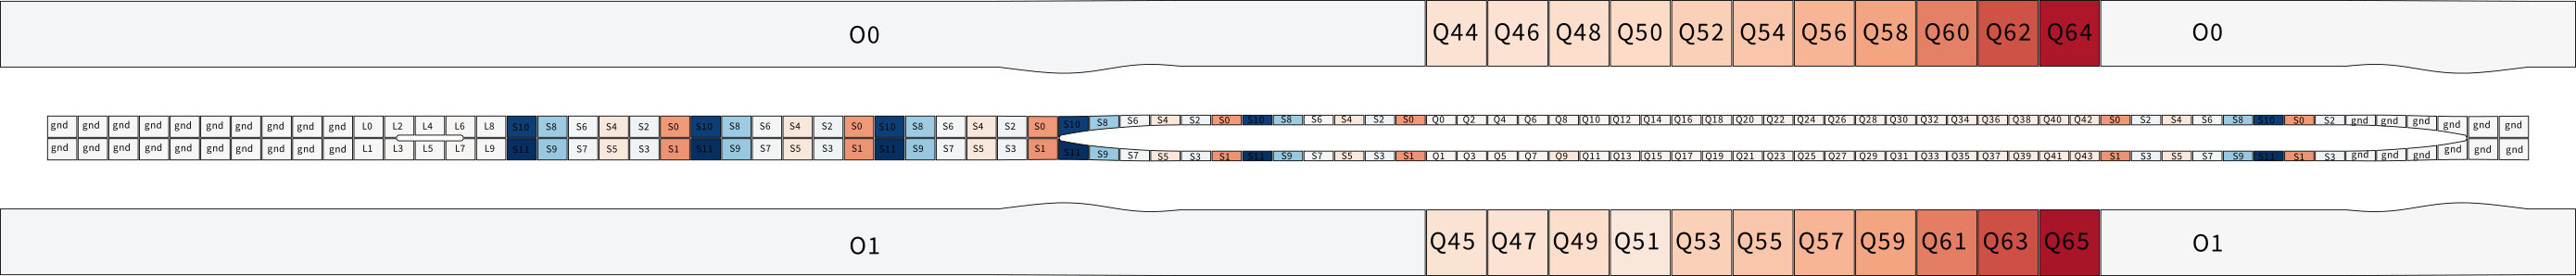 O0 Q44 Q46 Q48 Q50 Q52 Q54 Q56 Q58 Q60 Q62 Q64 O0
gnd gnd gnd gnd gnd gnd gnd gnd gnd gnd L0 L2 L4 L6 L8 S10 S8 S6 S4 S2 S0 S10 S8 S6 S4 S2 S0 S10 S8 S6 S4 S2 S0 S10 S8 S6 S4 S2 S0 S10 S8 S6 S4 S2 S0 Q0 Q2 Q4 Q6 Q8 Q10 Q12 Q14 Q16 Q18 Q20 Q22 Q24 Q26 Q28 Q30 Q32 Q34 Q36 Q38 Q40 Q42 S0 S2 S4 S6 S8 S10 S0 S2 gnd gnd gnd gnd gnd gnd
gnd gnd gnd gnd gnd gnd gnd gnd gnd gnd L1 L3 L5 L7 L9 S11 S9 S7 S5 S3 S1 S11 S9 S7 S5 S3 S1 S11 S9 S7 S5 S3 S1 S11 S9 S7 S5 S3 S1 S11 S9 S7 S5 S3 S1 Q1 Q3 Q5 Q7 Q9 Q11 Q13 Q15 Q17 Q19 Q21 Q23 Q25 Q27 Q29 Q31 Q33 Q35 Q37 Q39 Q41 Q43 S1 S3 S5 S7 S9 S11 S1 S3 gnd gnd gnd gnd gnd gnd
O1 Q45 Q47 Q49 Q51 Q53 Q55 Q57 Q59 Q61 Q63 Q65 O1